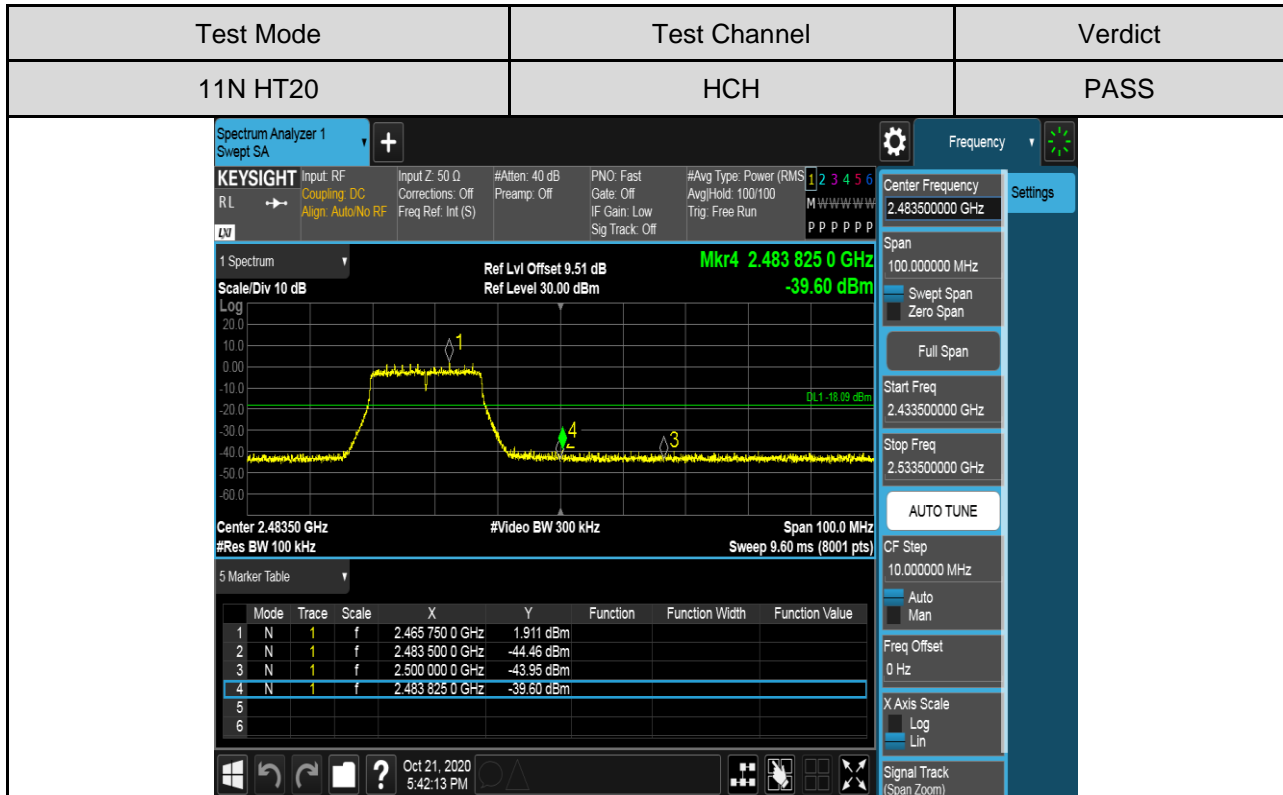 Test Mode Test Channel Verdict
11N HT20 HCH PASS
Spectrum Analyzer 1
Swept SA
+
Frequency
KEYSIGHT
RL
LXI
Input: RF
Coupling: DC
Align: Auto/No RF
Input Z: 50 Ω
Corrections: Off
Freq Ref: Int (S)
#Atten: 40 dB
Preamp: Off
PNO: Fast
Gate: Off
IF Gain: Low
Sig Track: Off
#Avg Type: Power (RMS
Avg|Hold: 100/100
Trig: Free Run
1 2 3 4 5 6
M W W W W W
P P P P P P
1 Spectrum
Scale/Div 10 dB
Ref Lvl Offset 9.51 dB
Ref Level 30.00 dBm
Mkr4 2.483 825 0 GHz
-39.60 dBm
Log
20.0
10.0
0.00
-10.0
-20.0
-30.0
-40.0
-50.0
-60.0
1
DL1 -18.09 dBm
4
2
3
Center 2.48350 GHz #Video BW 300 kHz Span 100.0 MHz
#Res BW 100 kHz Sweep 9.60 ms (8001 pts)
5 Marker Table
Mode Trace Scale X Y Function Function Width Function Value
1 N 1 f 2.465 750 0 GHz 1.911 dBm
2 N 1 f 2.483 500 0 GHz -44.46 dBm
3 N 1 f 2.500 000 0 GHz -43.95 dBm
4 N 1 f 2.483 825 0 GHz -39.60 dBm
5
6
?
Oct 21, 2020
5:42:13 PM
Center Frequency
2.483500000 GHz
Settings
Span
100.000000 MHz
Swept Span
Zero Span
Full Span
Start Freq
2.433500000 GHz
Stop Freq
2.533500000 GHz
AUTO TUNE
CF Step
10.000000 MHz
Auto
Man
Freq Offset
0 Hz
X Axis Scale
Log
Lin
Signal Track
(Span Zoom)